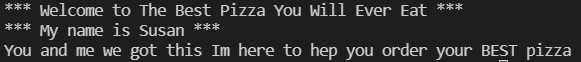 *** Welcome to The Best Pizza You Will Ever Eat ***
*** My name is Susan ***
You and me we got this Im here to hep you order your BEST pizza